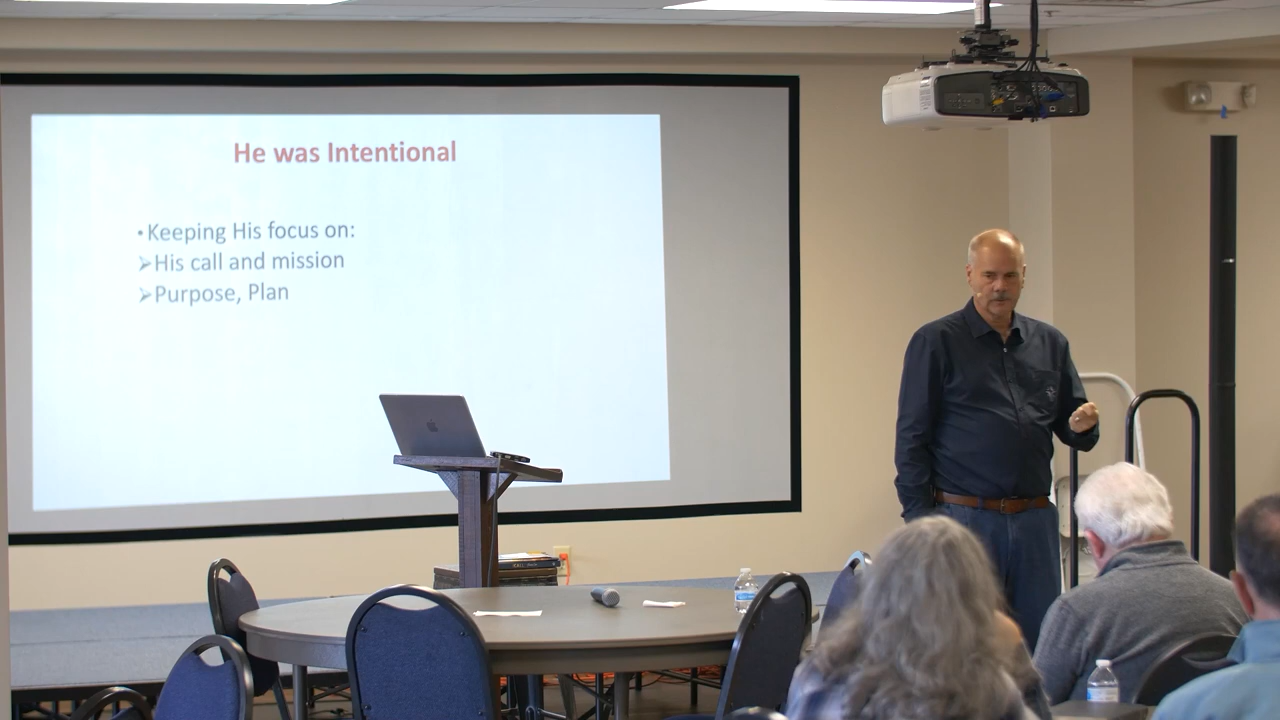 He was Intentional
•Keeping His focus on:
➢His call and mission
➢Purpose, Plan